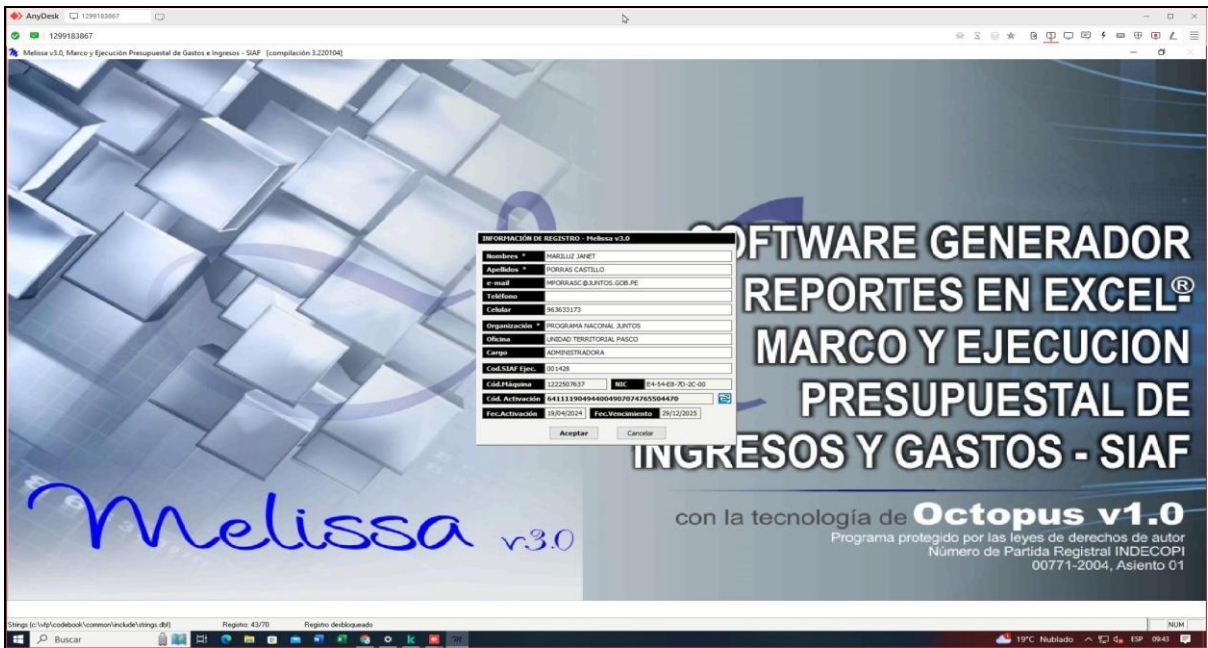 AnyDesk 1299183867
1299183867
Melissa v3.0, Marco y Ejecución Presupuestal de Gastos e Ingresos - SIAF [compilación 3.220104]
SOFTWARE GENERADOR
REPORTES EN EXCEL®
MARCO Y EJECUCION
PRESUPUESTAL DE
INGRESOS Y GASTOS - SIAF
INFORMACIÓN DE REGISTRO - Melissa v3.0
Nombres * MARILUZ JANET
Apellidos * PORRAS CASTILLO
e-mail MPORRASC@JUNTOS.GOB.PE
Teléfono
Celular 963633173
Organización * PROGRAMA NACONAL JUNTOS
Oficina UNIDAD TERRITORIAL PASCO
Cargo ADMINISTRADORA
Cod.SIAF Ejec. 001428
Cód.Máquina 1222507637 NIC E4-54-E8-7D-2C-00
Cód. Activación 6411119049440049070747655044​70
Fec.Activación 19/04/2024 Fec.Vencimiento 29/12/2025
Aceptar Cancelar
Melissa v3.0
con la tecnología de Octopus v1.0
Programa protegido por las leyes de derechos de autor
Número de Partida Registral INDECOPI
00771-2004, Asiento 01
Strings (c:\vfp\codebook\common\include\strings.dbf) Registro: 43/70 Registro desbloqueado NUM
Buscar 19°C Nublado ESP 09:43